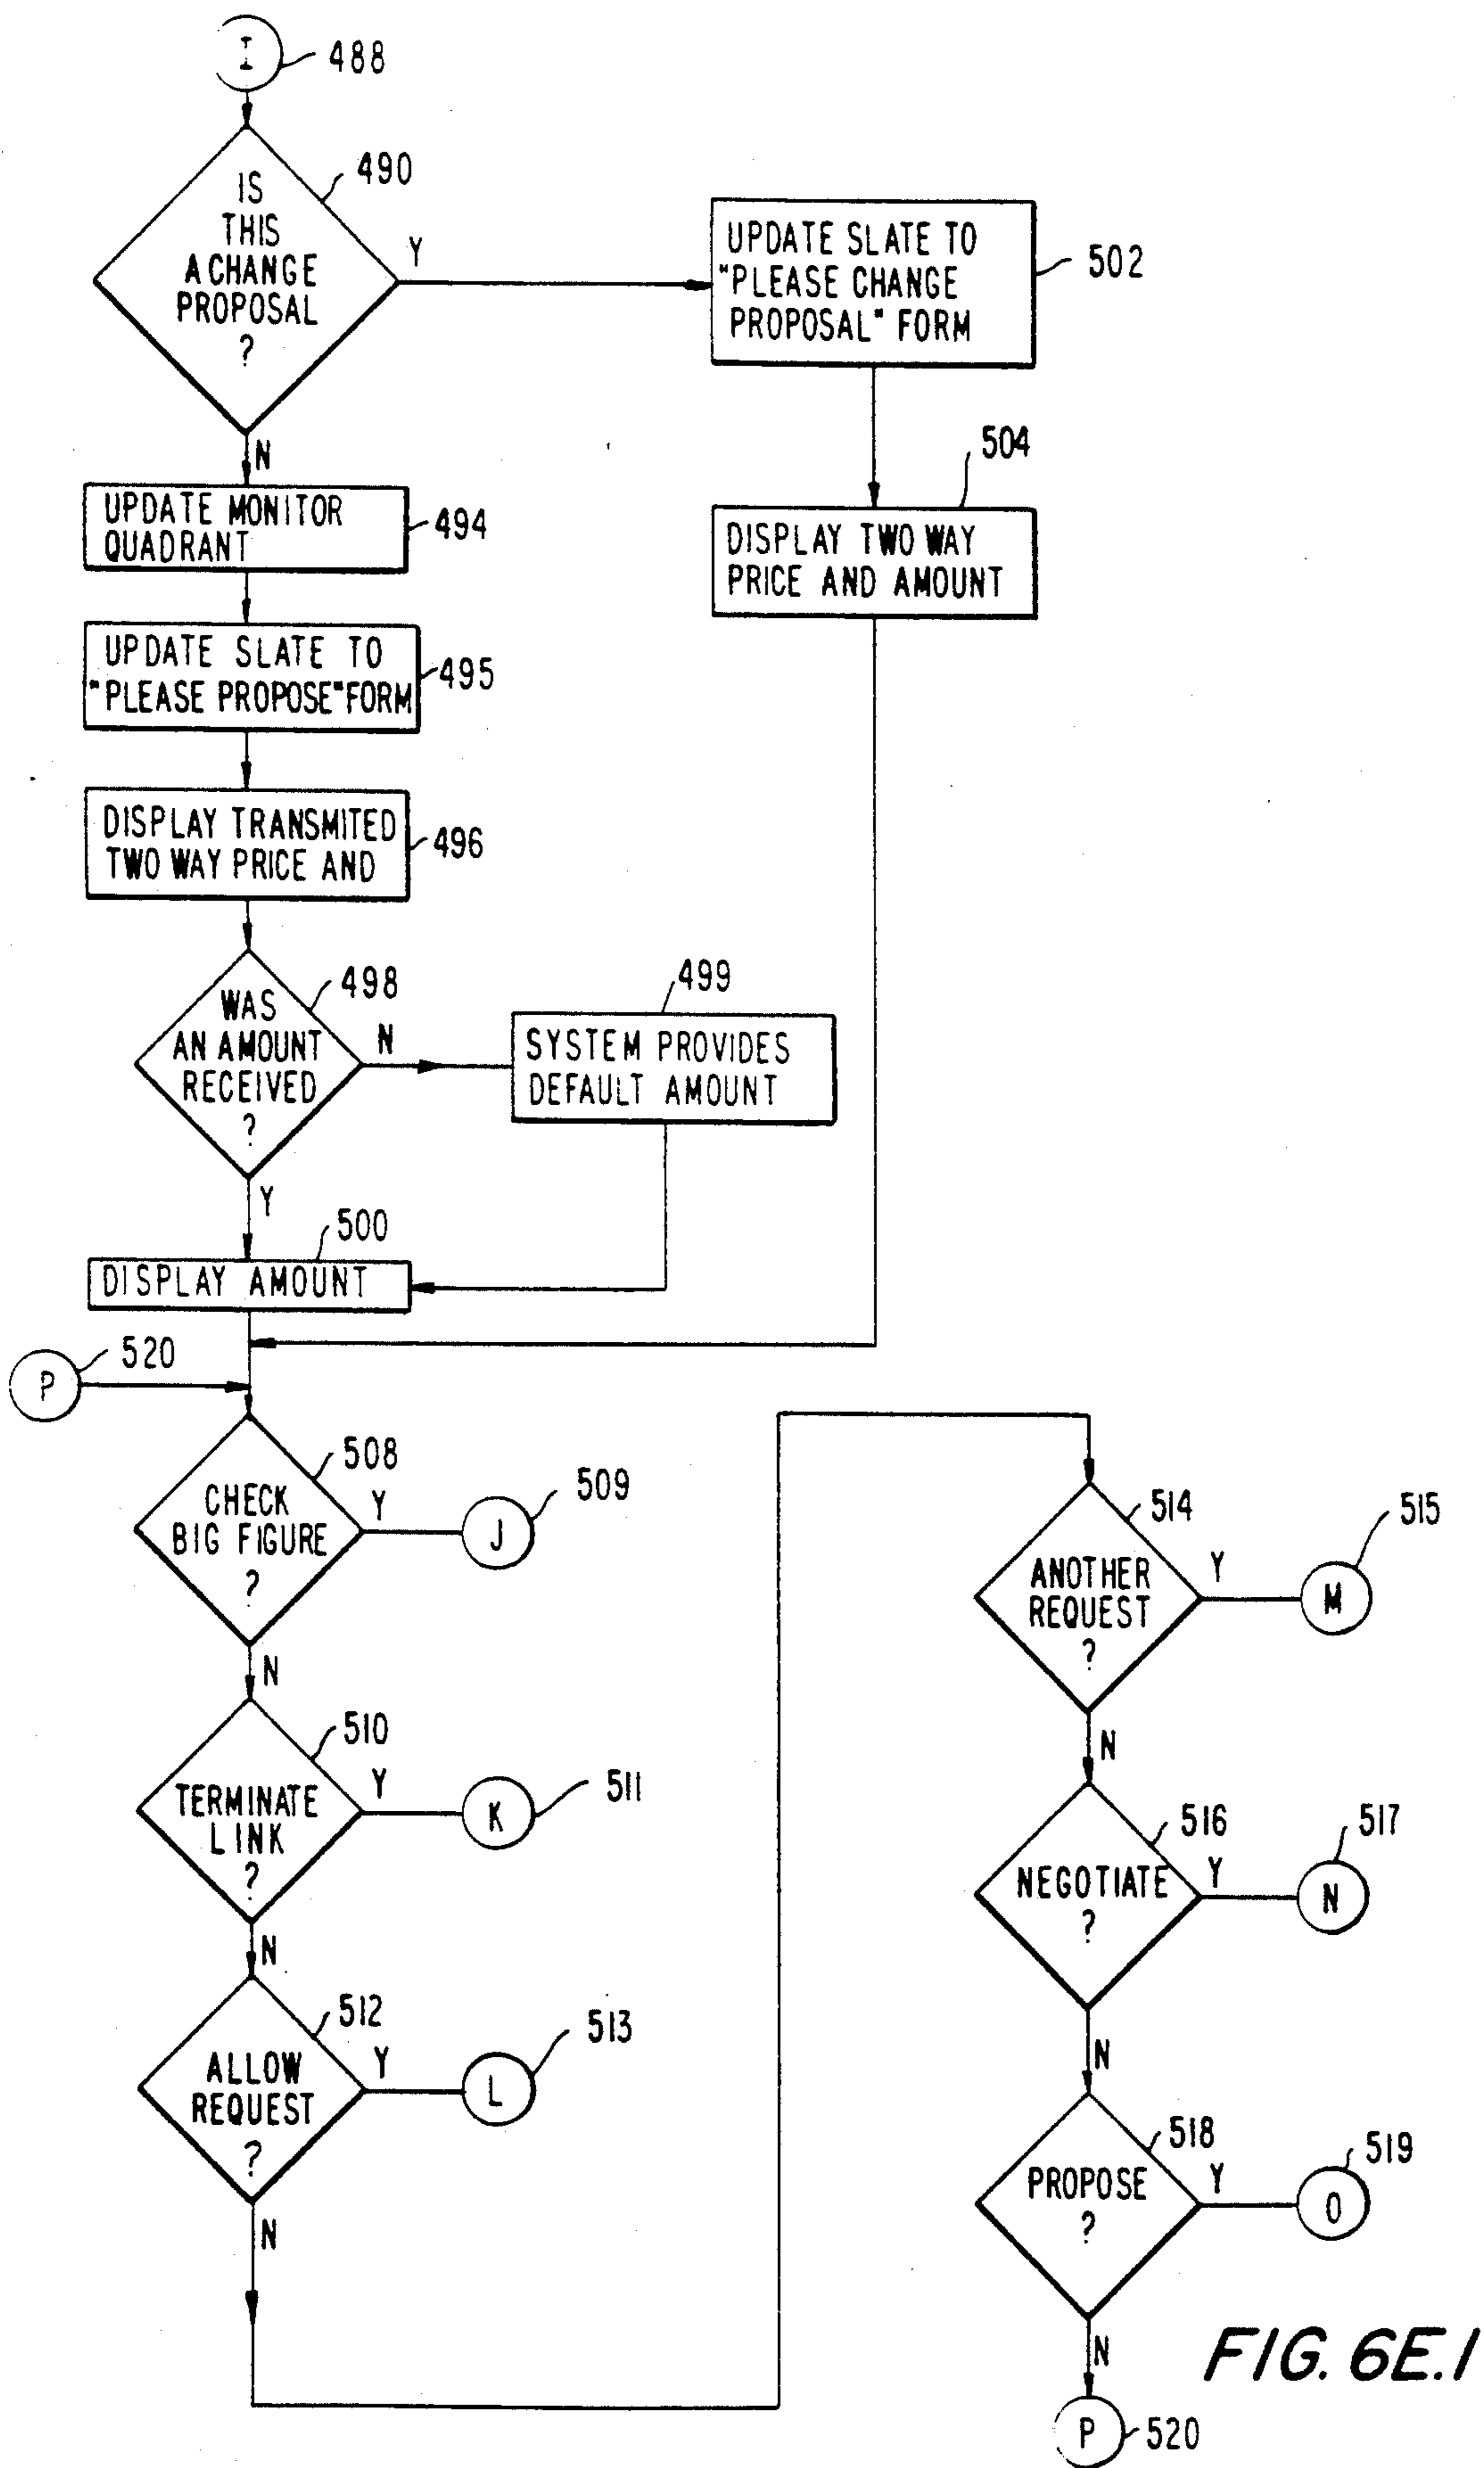 I
488
IS
THIS
A CHANGE
PROPOSAL
?
490
Y
N
UPDATE SLATE TO
"PLEASE CHANGE
PROPOSAL" FORM
502
504
DISPLAY TWO WAY
PRICE AND AMOUNT
UPDATE MONITOR
QUADRANT
494
UPDATE SLATE TO
"PLEASE PROPOSE" FORM
495
DISPLAY TRANSMITED
TWO WAY PRICE AND
496
WAS
AN AMOUNT
RECEIVED
?
498
N
Y
499
SYSTEM PROVIDES
DEFAULT AMOUNT
500
DISPLAY AMOUNT
P
520
CHECK
BIG FIGURE
?
508
Y
J
509
N
TERMINATE
LINK
?
510
Y
K
511
N
ALLOW
REQUEST
?
512
Y
L
513
N
ANOTHER
REQUEST
?
514
Y
M
515
N
NEGOTIATE
?
516
Y
N
517
N
PROPOSE
?
518
Y
O
519
N
P
520
FIG. 6E.1